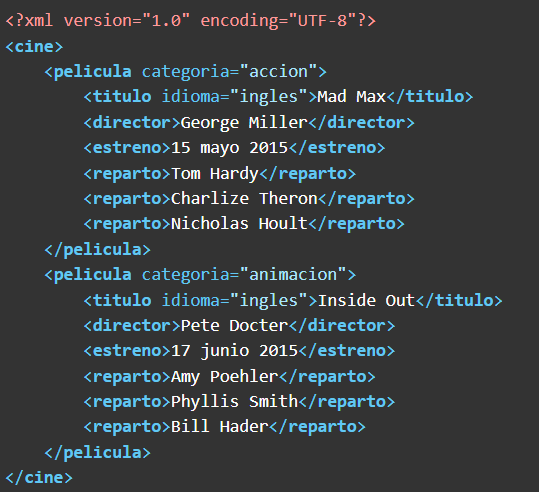 <?xml version="1.0" encoding="UTF-8"?>
<cine>
    <pelicula categoria="accion">
        <titulo idioma="ingles">Mad Max</titulo>
        <director>George Miller</director>
        <estreno>15 mayo 2015</estreno>
        <reparto>Tom Hardy</reparto>
        <reparto>Charlize Theron</reparto>
        <reparto>Nicholas Hoult</reparto>
    </pelicula>
    <pelicula categoria="animacion">
        <titulo idioma="ingles">Inside Out</titulo>
        <director>Pete Docter</director>
        <estreno>17 junio 2015</estreno>
        <reparto>Amy Poehler</reparto>
        <reparto>Phyllis Smith</reparto>
        <reparto>Bill Hader</reparto>
    </pelicula>
</cine>